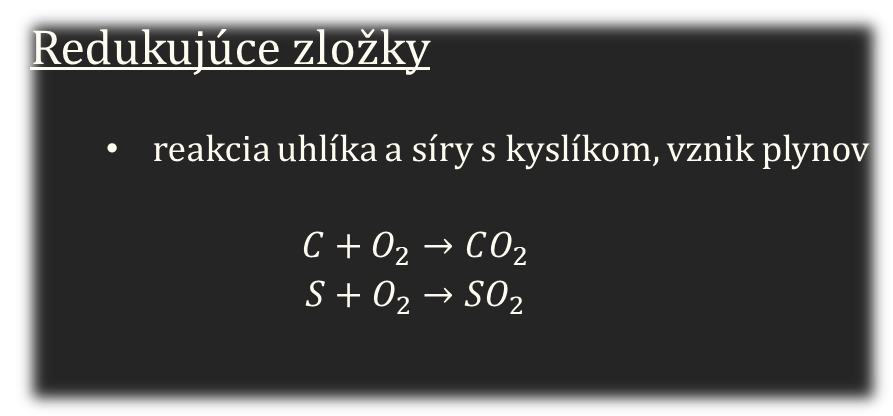 Redukujúce zložky
• reakcia uhlíka a síry s kyslíkom, vznik plynov
C + O₂ → CO₂
S + O₂ → SO₂